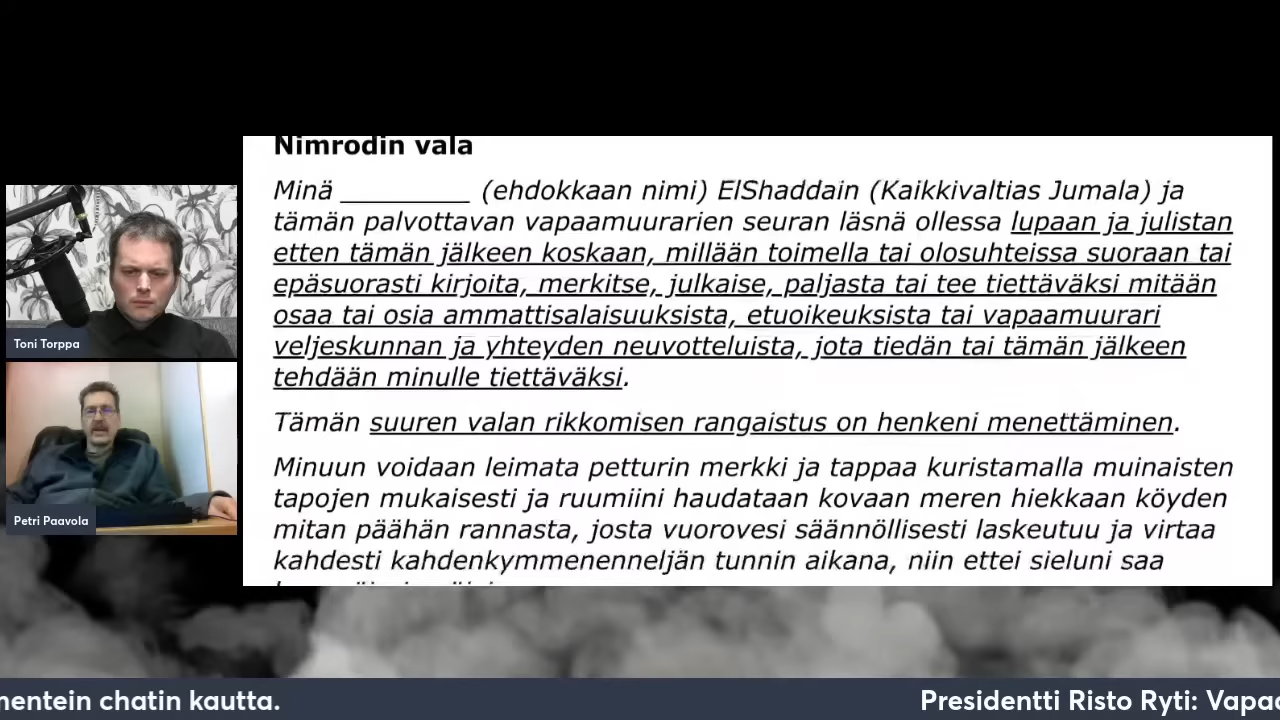 Nimrodin vala
Minä ________ (ehdokkaan nimi) ElShaddain (Kaikkivaltias Jumala) ja
tämän palvottavan vapaamuurarien seuran läsnä ollessa lupaan ja julistan
etten tämän jälkeen koskaan, millään toimella tai olosuhteissa suoraan tai
epäsuorasti kirjoita, merkitse, julkaise, paljasta tai tee tiettäväksi mitään
osaa tai osia ammattisalaisuuksista, etuoikeuksista tai vapaamuurari
veljeskunnan ja yhteyden neuvotteluista, jota tiedän tai tämän jälkeen
tehdään minulle tiettäväksi.
Tämän suuren valan rikkomisen rangaistus on henkeni menettäminen.
Minuun voidaan leimata petturin merkki ja tappaa kuristamalla muinaisten
tapojen mukaisesti ja ruumiini haudataan kovaan meren hiekkaan köyden
mitan päähän rannasta, josta vuorovesi säännöllisesti laskeutuu ja virtaa
kahdesti kahdenkymmenenneljän tunnin aikana, niin ettei sieluni saa
Toni Torppa
Petri Paavola
mentein chatin kautta.
Presidentti Risto Ryti: Vapaa